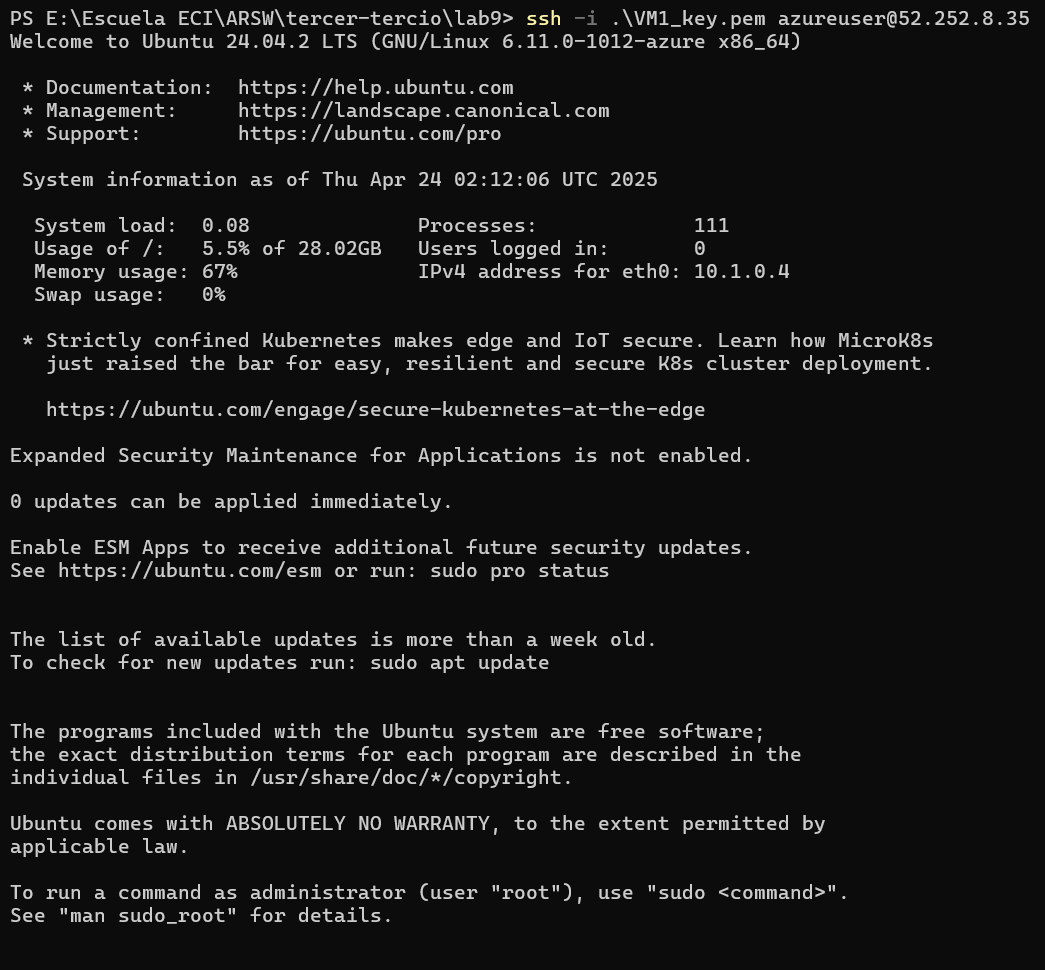 PS E:\Escuela ECI\ARSW\tercer-tercio\lab9> ssh -i .\VM1_key.pem azureuser@52.252.8.35
Welcome to Ubuntu 24.04.2 LTS (GNU/Linux 6.11.0-1012-azure x86_64)

 * Documentation:  https://help.ubuntu.com
 * Management:     https://landscape.canonical.com
 * Support:        https://ubuntu.com/pro

 System information as of Thu Apr 24 02:12:06 UTC 2025

  System load:  0.08              Processes:             111
  Usage of /:   5.5% of 28.02GB   Users logged in:       0
  Memory usage: 67%               IPv4 address for eth0: 10.1.0.4
  Swap usage:   0%

 * Strictly confined Kubernetes makes edge and IoT secure. Learn how MicroK8s
   just raised the bar for easy, resilient and secure K8s cluster deployment.

   https://ubuntu.com/engage/secure-kubernetes-at-the-edge

Expanded Security Maintenance for Applications is not enabled.

0 updates can be applied immediately.

Enable ESM Apps to receive additional future security updates.
See https://ubuntu.com/esm or run: sudo pro status


The list of available updates is more than a week old.
To check for new updates run: sudo apt update


The programs included with the Ubuntu system are free software;
the exact distribution terms for each program are described in the
individual files in /usr/share/doc/*/copyright.

Ubuntu comes with ABSOLUTELY NO WARRANTY, to the extent permitted by
applicable law.

To run a command as administrator (user "root"), use "sudo <command>".
See "man sudo_root" for details.